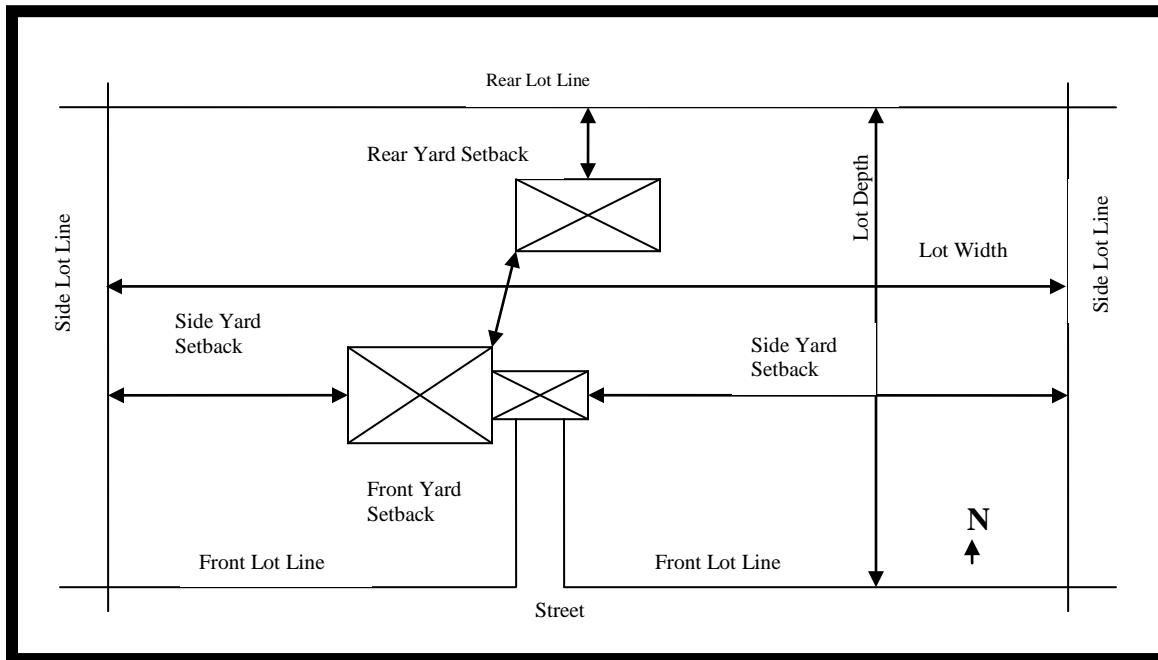 Rear Lot Line
Rear Yard Setback
Lot Depth
Side Lot Line
Lot Width
Side Lot Line
Side Yard
Setback
Side Yard
Setback
Front Yard
Setback
N
Front Lot Line
Front Lot Line
Street